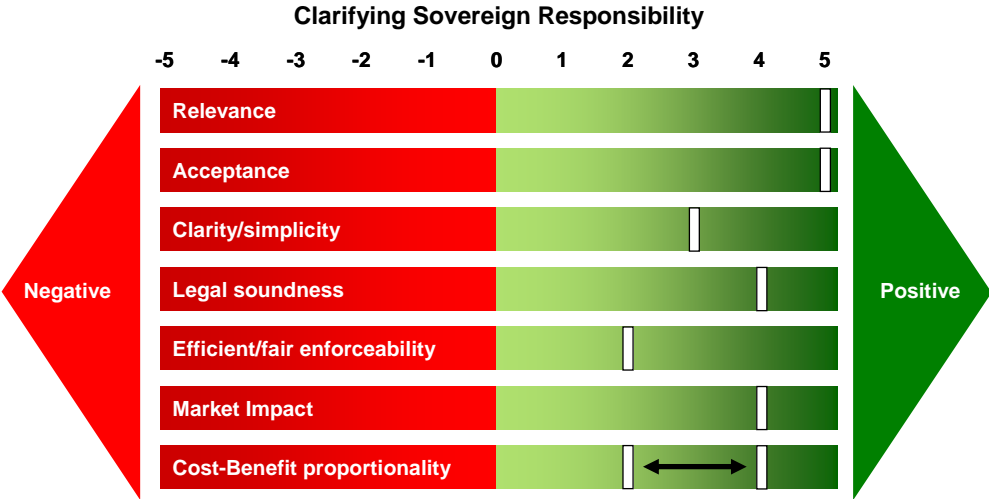 Clarifying Sovereign Responsibility
-5 -4 -3 -2 -1 0 1 2 3 4 5
Relevance
Acceptance
Clarity/simplicity
Negative
Legal soundness
Positive
Efficient/fair enforceability
Market Impact
Cost-Benefit proportionality